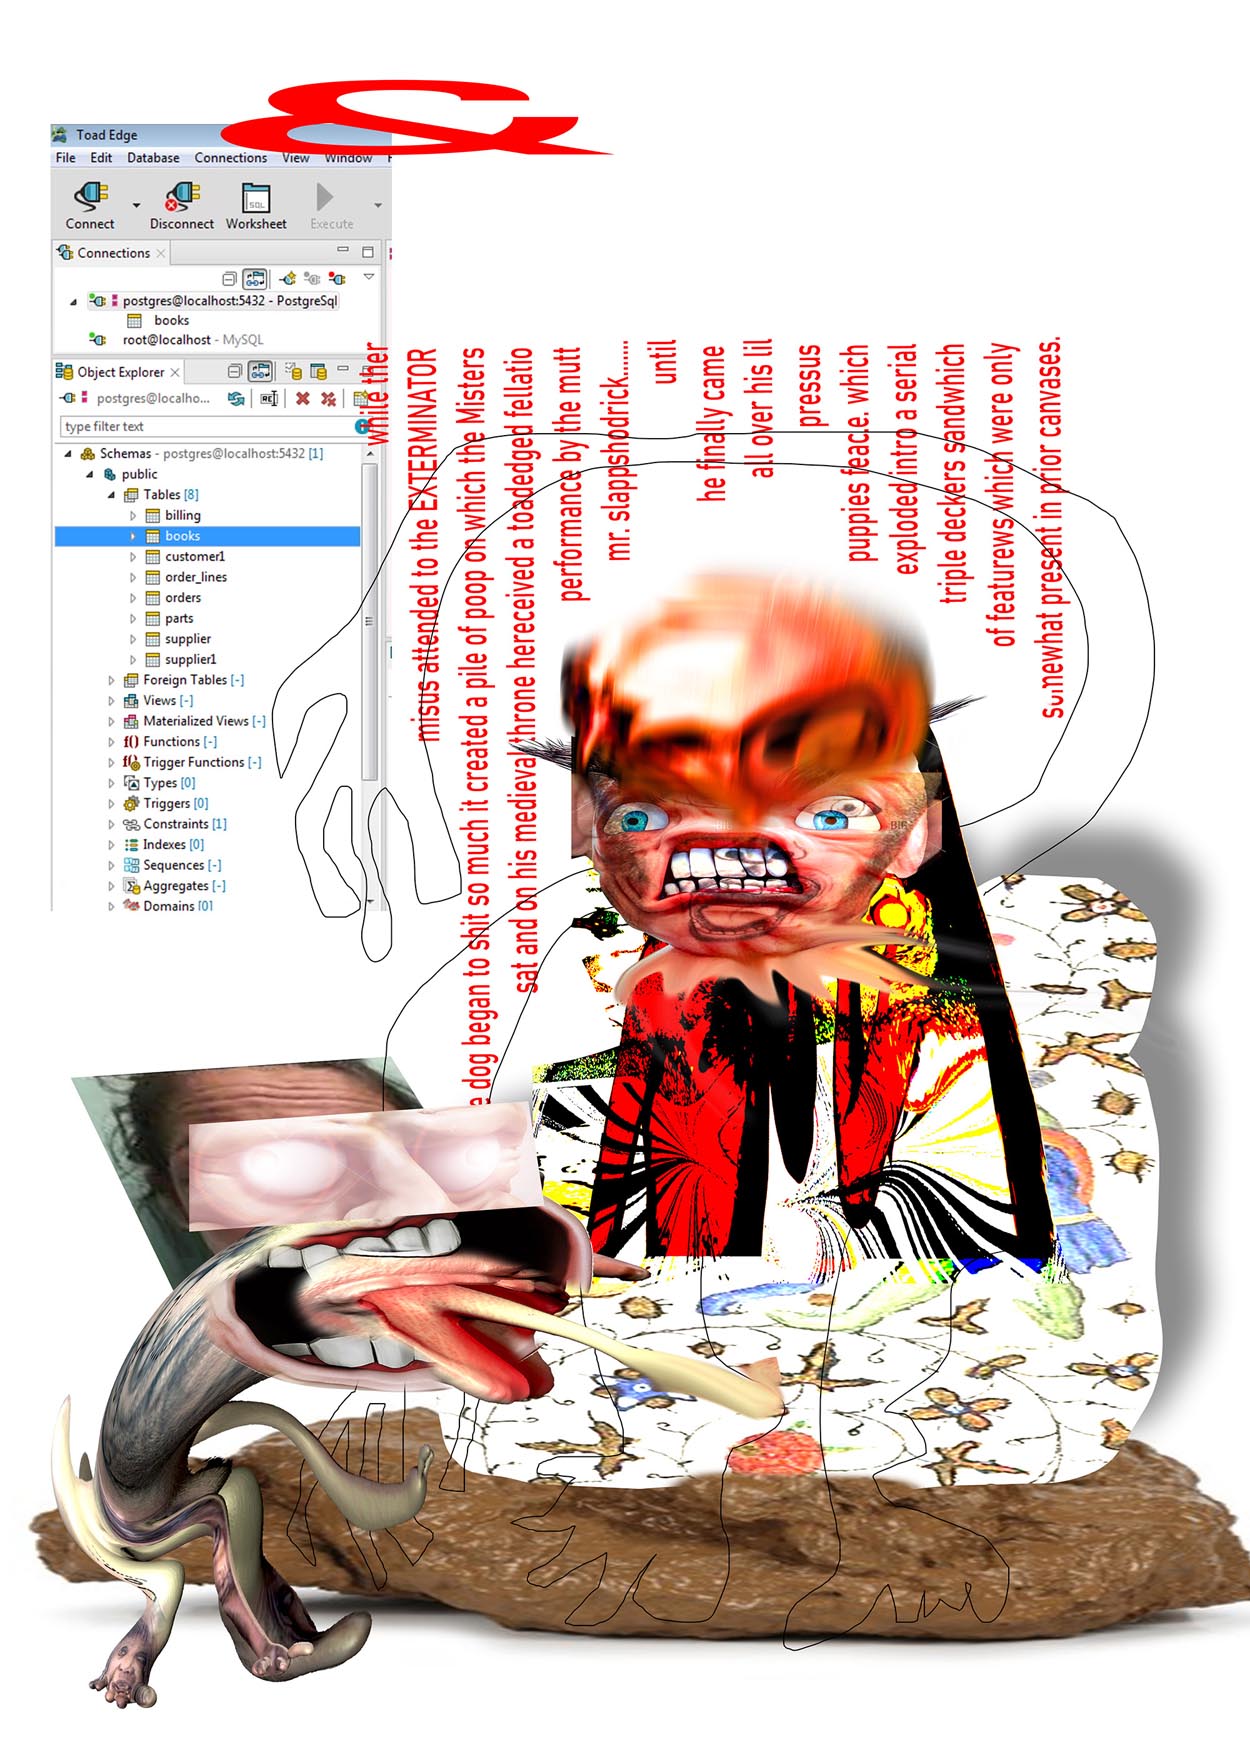 &
Toad Edge
File Edit Database Connections View Window
Connect Disconnect Worksheet Execute
SQL
Connections
postgres@localhost:5432 - PostgreSql
books
root@localhost - MySQL
Object Explorer
postgres@localho...
type filter text
Schemas - postgres@localhost:5432 [1]
public
Tables [8]
billing
books
customer1
order_lines
orders
parts
supplier
supplier1
Foreign Tables [-]
Views [-]
Materialized Views [-]
Functions [-]
Trigger Functions [-]
Types [0]
Triggers [0]
Constraints [1]
Indexes [0]
Sequences [-]
Aggregates [-]
Domains [0]
while ther
misus attended to the EXTERMINATOR
dog began to shit so much it created a pile of poop on which the Misters
sat and on his medieval throne hereceived a toadedged fellatio
performance by the mutt
mr. slappshodrick.......
until
he finally came
all over his lil
pressus
puppies feace. which
exploded intro a serial
triple deckers sandwhich
of featurews which were only
somewhat present in prior canvases.